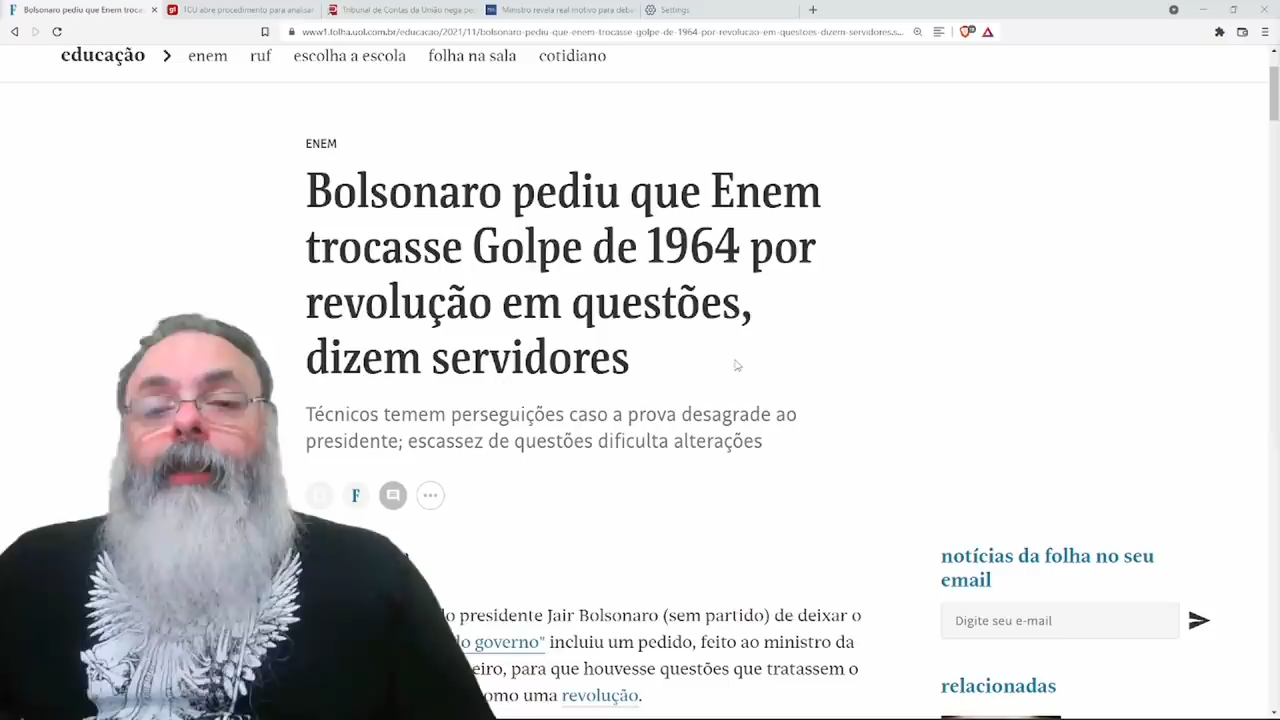 Bolsonaro pediu que Enem troca
TCU abre procedimento para analisar
Tribunal de Contas da União nega pe
Ministro revela real motivo para deba
Settings
www1.folha.uol.com.br/educacao/2021/11/bolsonaro-pediu-que-enem-trocasse-golpe-de-1964-por-revolucao-em-questoes-dizem-servidores.s...
educação
enem
ruf
escolha a escola
folha na sala
cotidiano
ENEM
Bolsonaro pediu que Enem
trocasse Golpe de 1964 por
revolução em questões,
dizem servidores
Técnicos temem perseguições caso a prova desagrade ao
presidente; escassez de questões dificulta alterações
F
presidente Jair Bolsonaro (sem partido) de deixar o
governo" incluiu um pedido, feito ao ministro da
eiro, para que houvesse questões que tratassem o
como uma revolução.
notícias da folha no seu
email
Digite seu e-mail
relacionadas